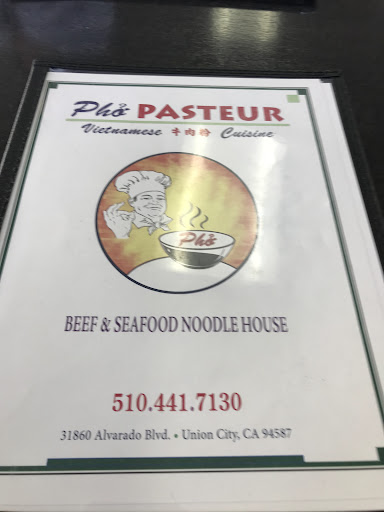 Phở PASTEUR
Vietnamese 牛肉粉 Cuisine
Phở
BEEF & SEAFOOD NOODLE HOUSE
510.441.7130
31860 Alvarado Blvd. • Union City, CA 94587